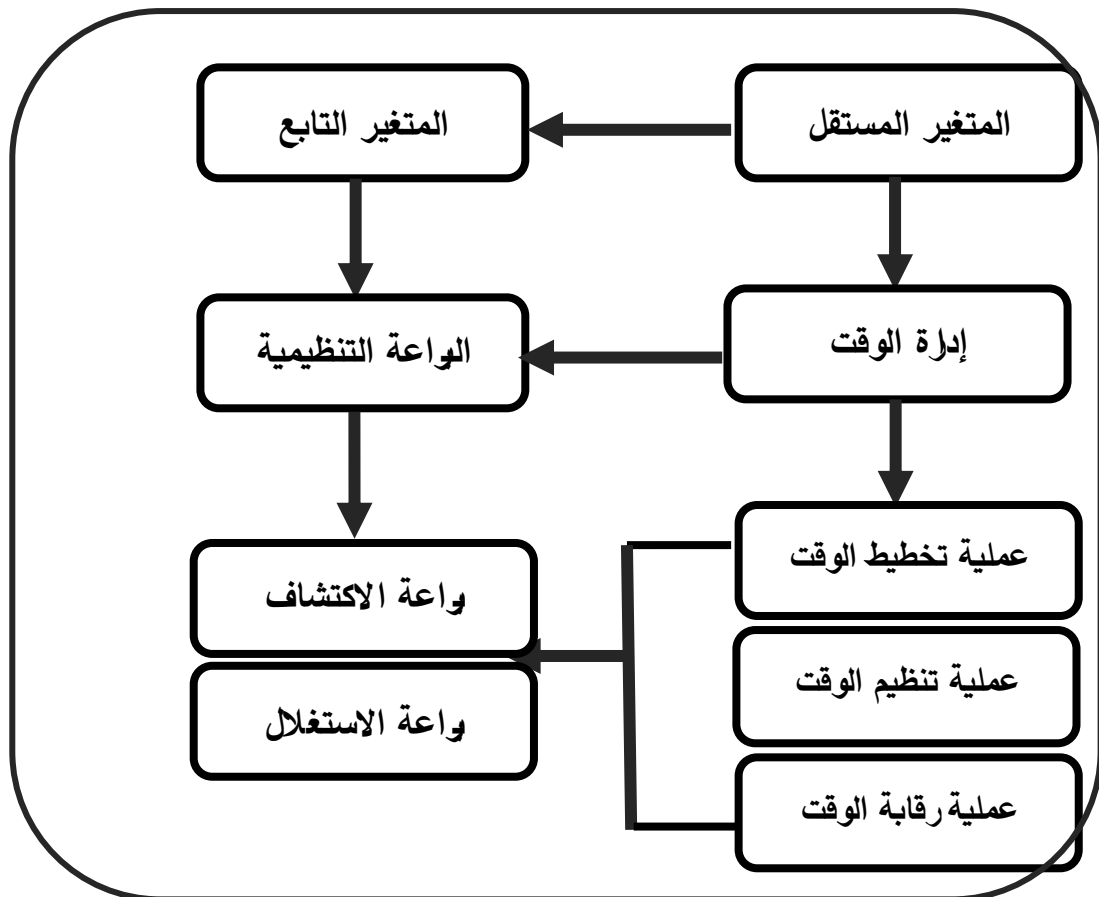 المتغير المستقل
المتغير التابع
إدارة الوقت
البراعة التنظيمية
عملية تخطيط الوقت
عملية تنظيم الوقت
عملية رقابة الوقت
براعة الاكتشاف
براعة الاستغلال